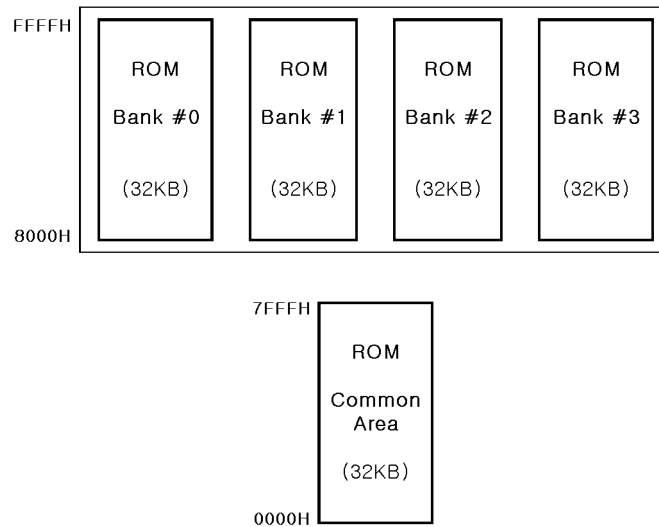 FFFFH
ROM ROM ROM ROM
Bank #0 Bank #1 Bank #2 Bank #3
(32KB) (32KB) (32KB) (32KB)
8000H
7FFFH
ROM
Common
Area
(32KB)
0000H